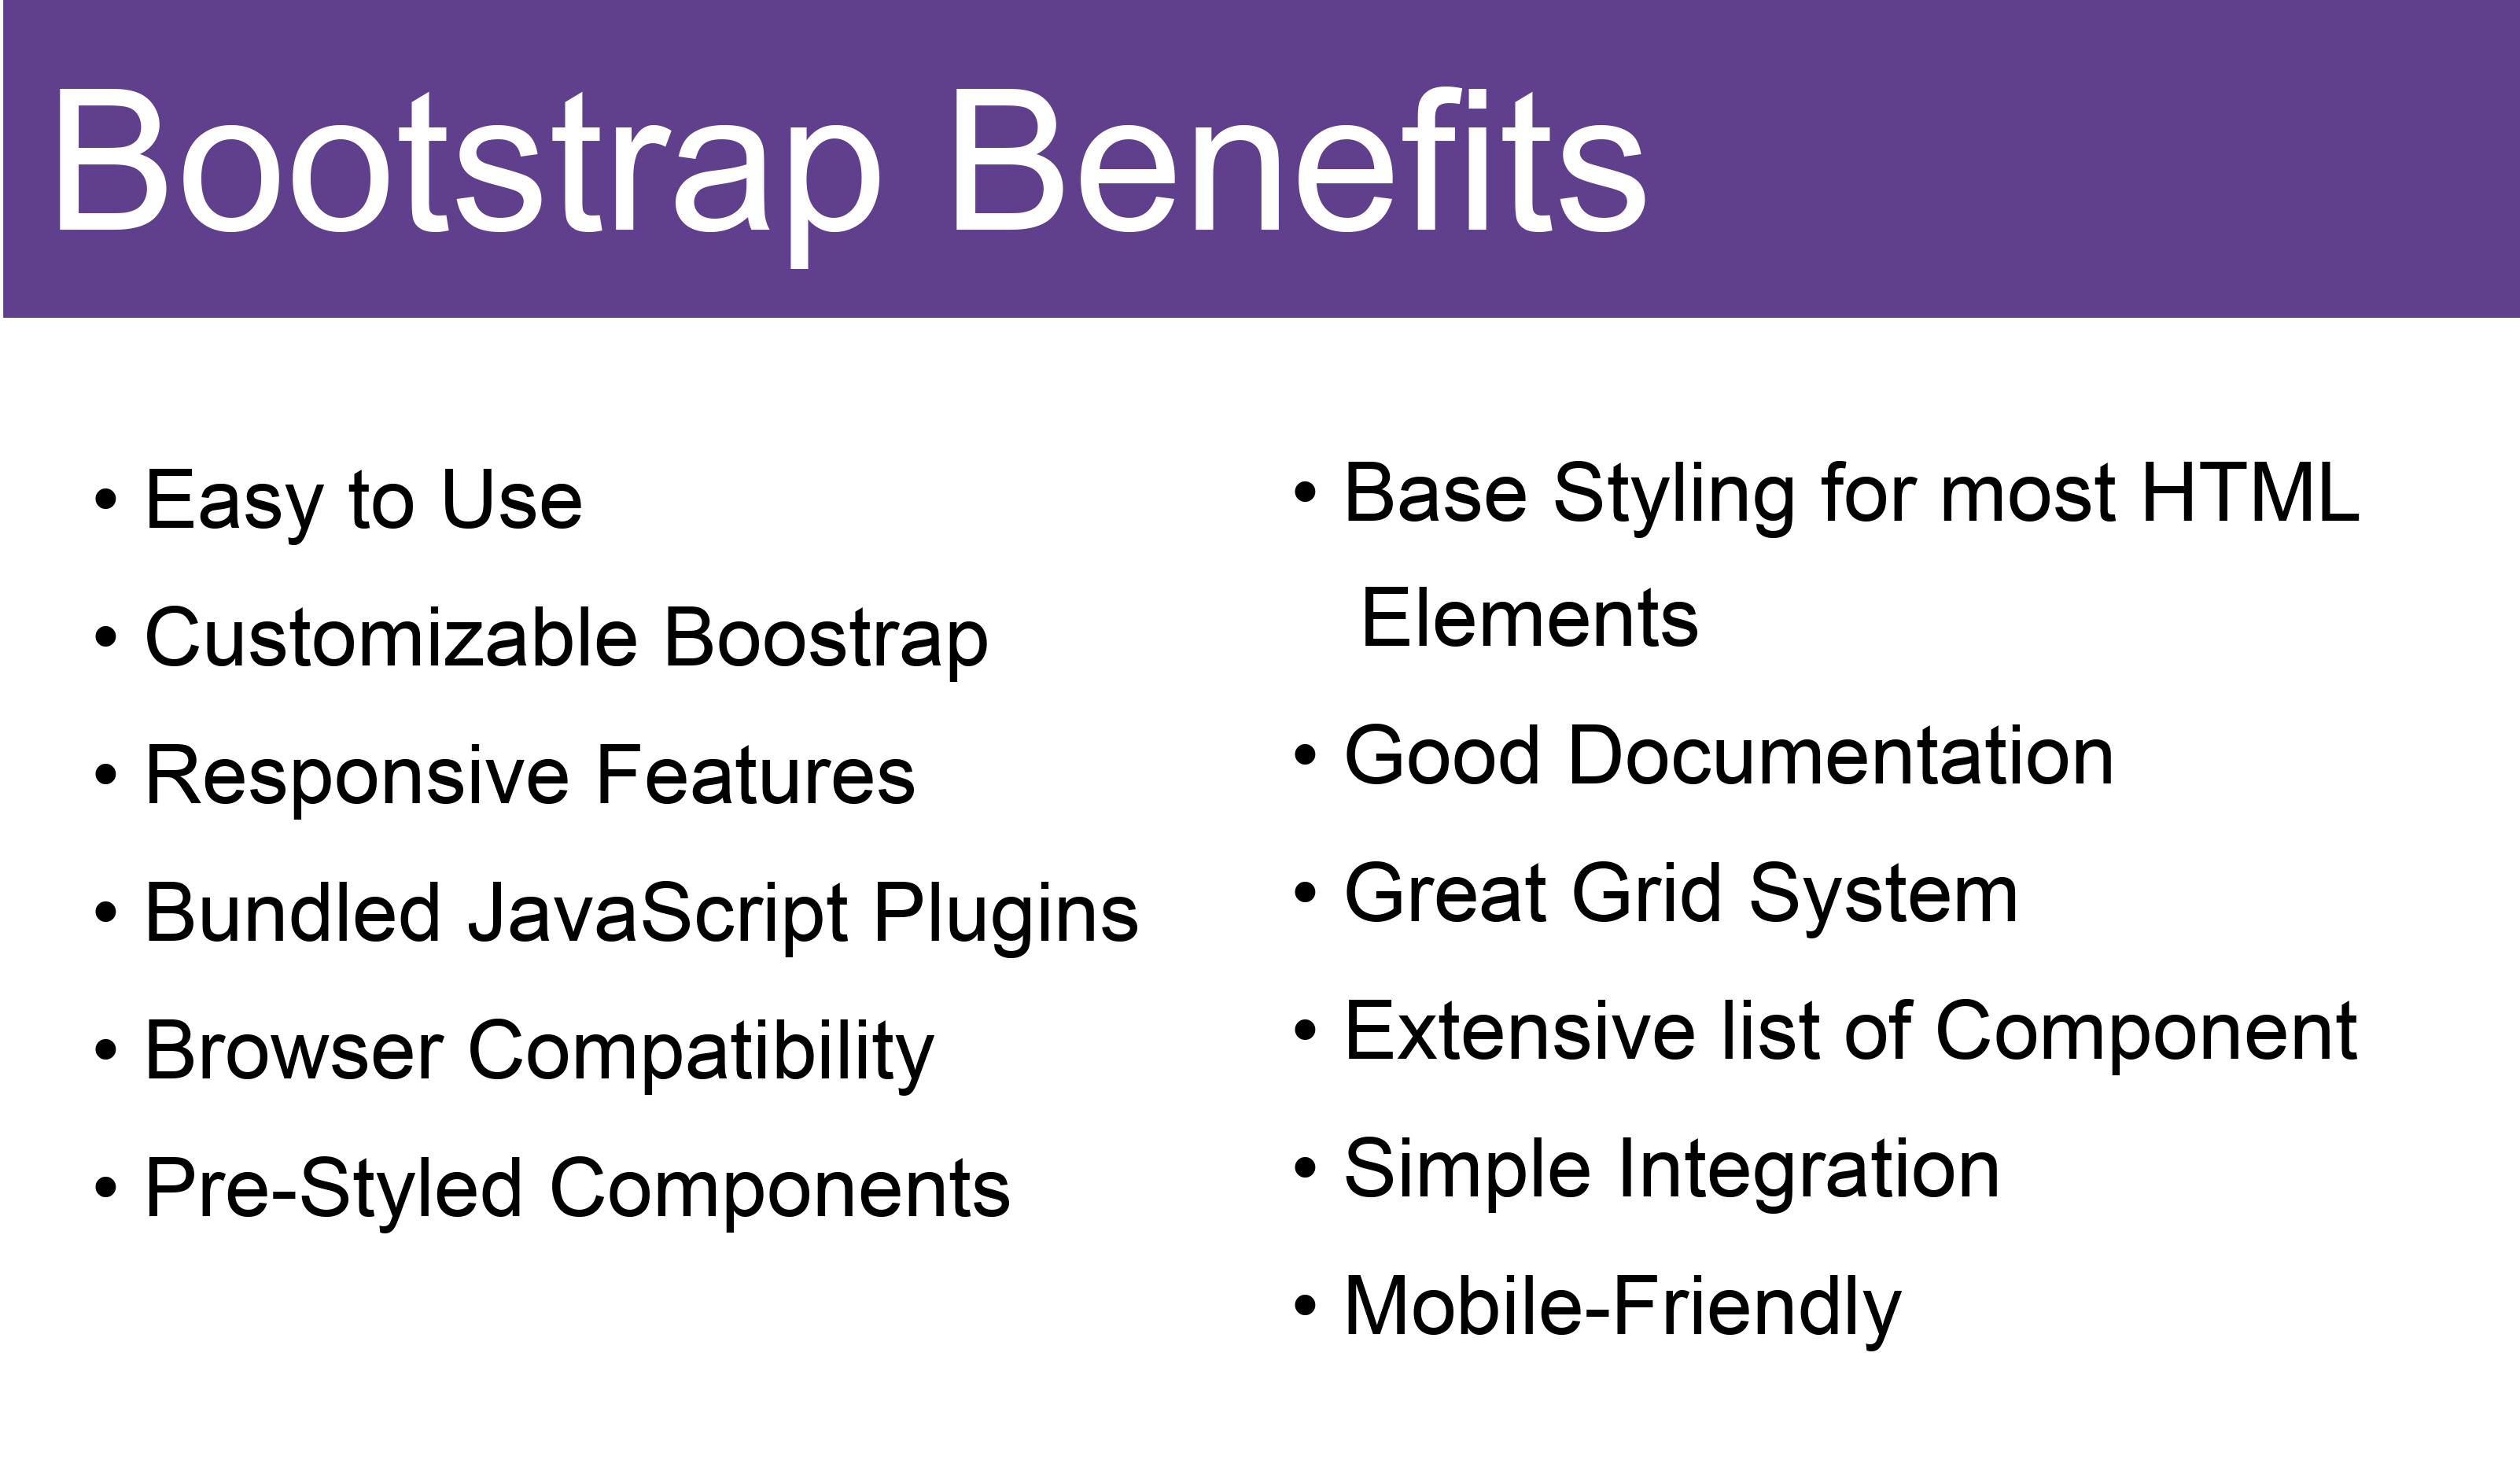 Bootstrap Benefits
• Easy to Use
• Customizable Boostrap
• Responsive Features
• Bundled JavaScript Plugins
• Browser Compatibility
• Pre-Styled Components
• Base Styling for most HTML
Elements
• Good Documentation
• Great Grid System
• Extensive list of Component
• Simple Integration
• Mobile-Friendly